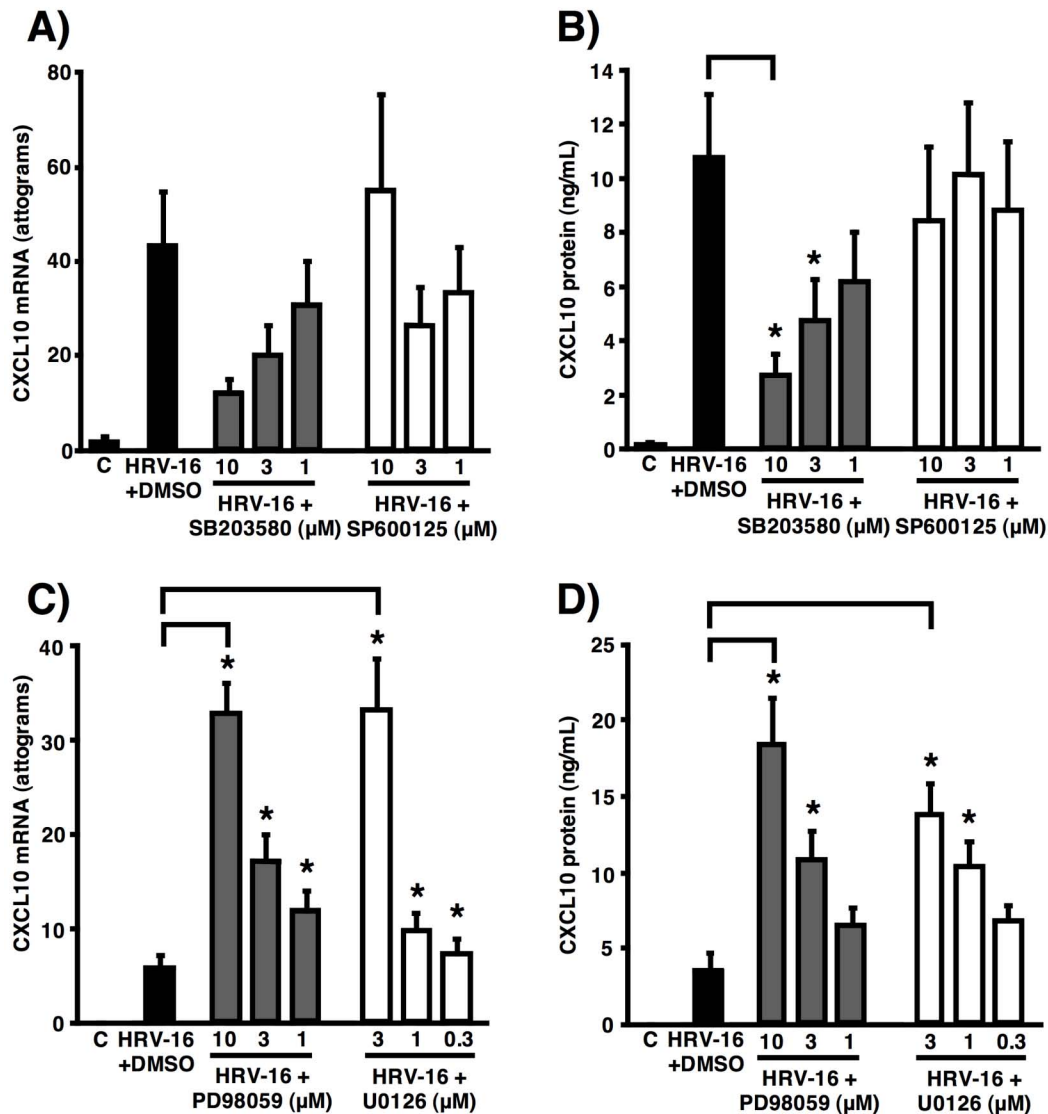 A)
CXCL10 mRNA (attograms)
80
60
40
20
0
C HRV-16 +DMSO
10 3 1
HRV-16 +
SB203580 (µM)
10 3 1
HRV-16 +
SP600125 (µM)
B)
CXCL10 protein (ng/mL)
14
12
10
8
6
4
2
0
* *
C HRV-16 +DMSO
10 3 1
HRV-16 +
SB203580 (µM)
10 3 1
HRV-16 +
SP600125 (µM)
C)
CXCL10 mRNA (attograms)
40
30
20
10
0
* * * * * *
C HRV-16 +DMSO
10 3 1
HRV-16 +
PD98059 (µM)
3 1 0.3
HRV-16 +
U0126 (µM)
D)
CXCL10 protein (ng/mL)
25
20
15
10
5
0
* * * *
C HRV-16 +DMSO
10 3 1
HRV-16 +
PD98059 (µM)
3 1 0.3
HRV-16 +
U0126 (µM)